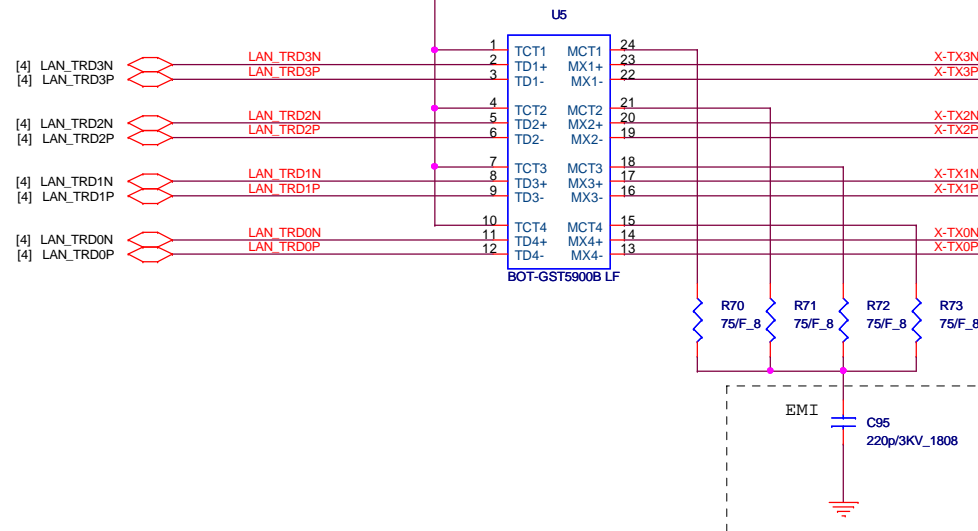 U5
1 TCT1 MCT1 24
[4] LAN_TRD3N LAN_TRD3N 2 TD1+ MX1+ 23 X-TX3N
[4] LAN_TRD3P LAN_TRD3P 3 TD1- MX1- 22 X-TX3P
4 TCT2 MCT2 21
[4] LAN_TRD2N LAN_TRD2N 5 TD2+ MX2+ 20 X-TX2N
[4] LAN_TRD2P LAN_TRD2P 6 TD2- MX2- 19 X-TX2P
7 TCT3 MCT3 18
[4] LAN_TRD1N LAN_TRD1N 8 TD3+ MX3+ 17 X-TX1N
[4] LAN_TRD1P LAN_TRD1P 9 TD3- MX3- 16 X-TX1P
10 TCT4 MCT4 15
[4] LAN_TRD0N LAN_TRD0N 11 TD4+ MX4+ 14 X-TX0N
[4] LAN_TRD0P LAN_TRD0P 12 TD4- MX4- 13 X-TX0P
BOT-GST5900B LF
R70 R71 R72 R73
75/F_8 75/F_8 75/F_8 75/F_8
EMI
C95
220p/3KV_1808